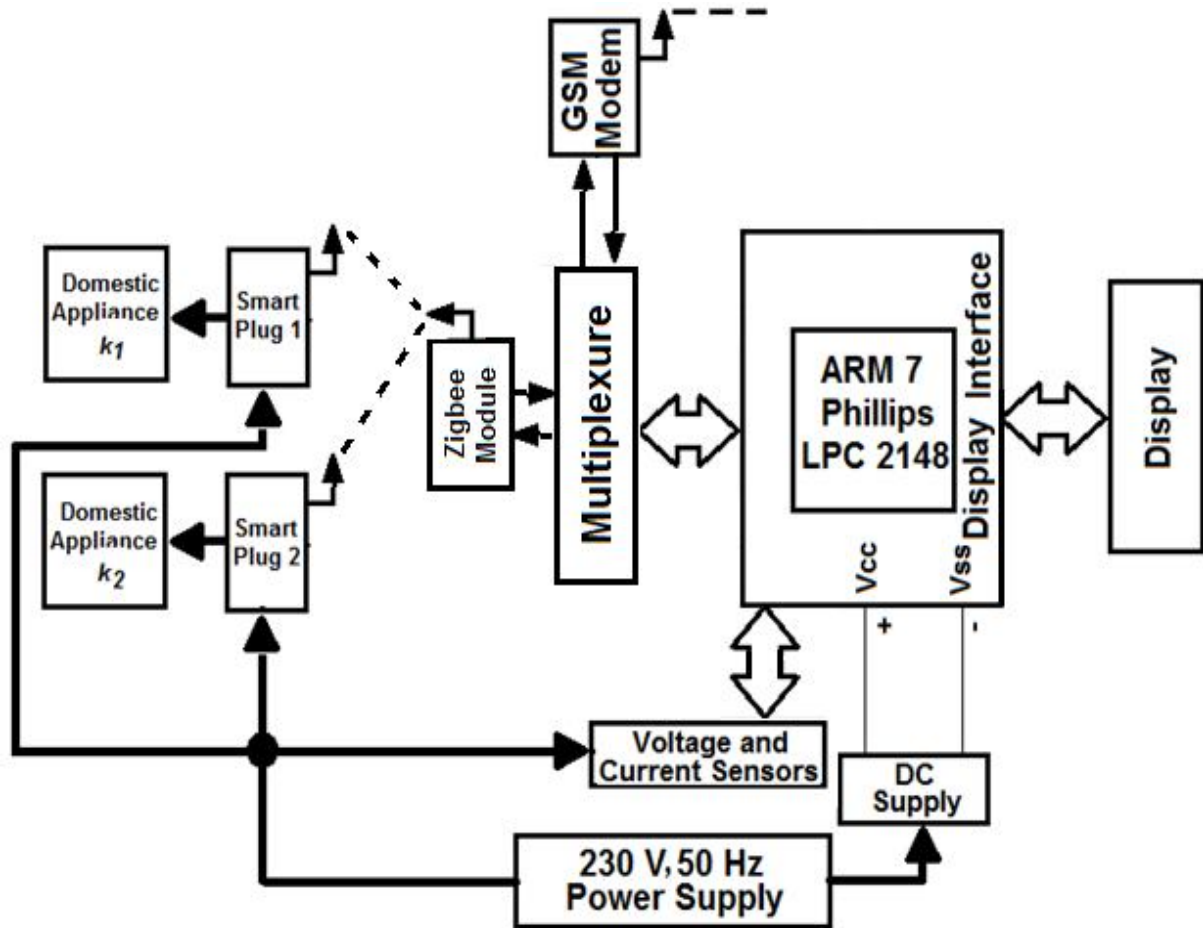 GSM
Modem
Domestic
Appliance
k1
Smart
Plug 1
Zigbee
Module
Multiplexure
ARM 7
Phillips
LPC 2148
Display Interface
Display
Domestic
Appliance
k2
Smart
Plug 2
Vcc
Vss
+
-
Voltage and
Current Sensors
DC
Supply
230 V, 50 Hz
Power Supply